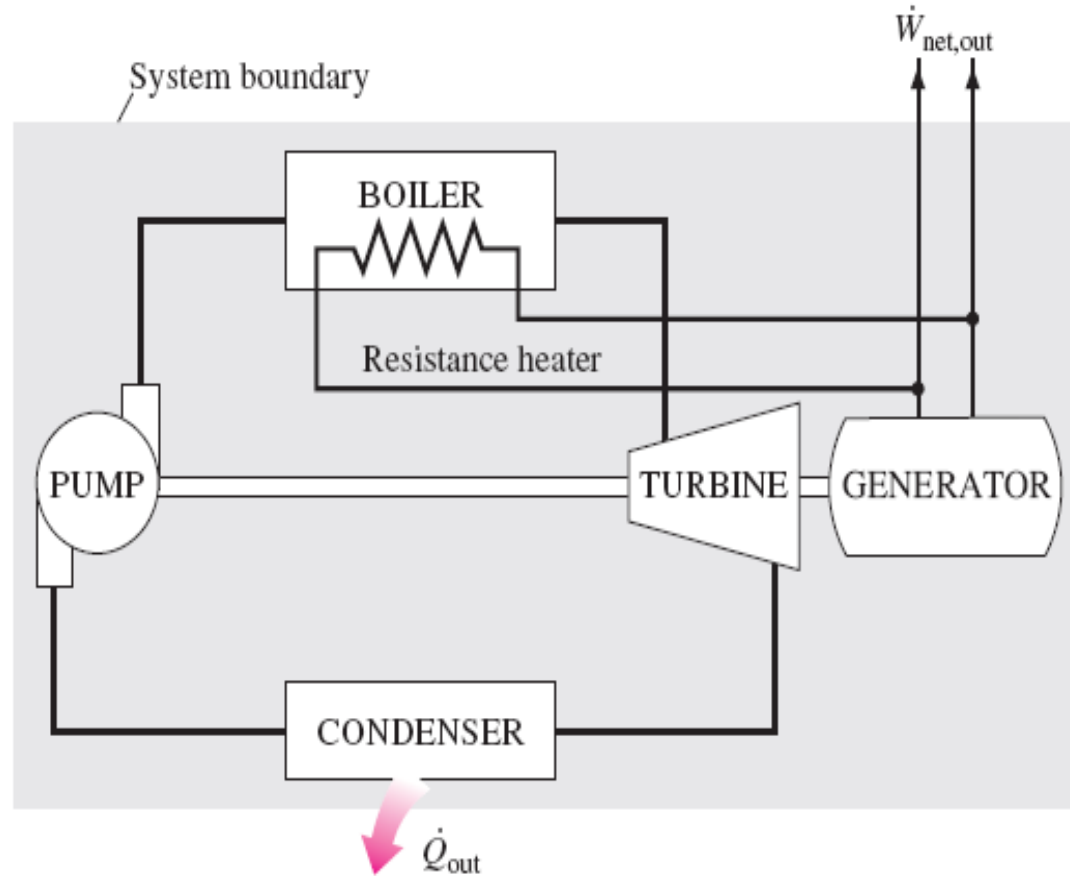 Ẇnet,out
System boundary
BOILER
Resistance heater
PUMP
TURBINE
GENERATOR
CONDENSER
Q̇out